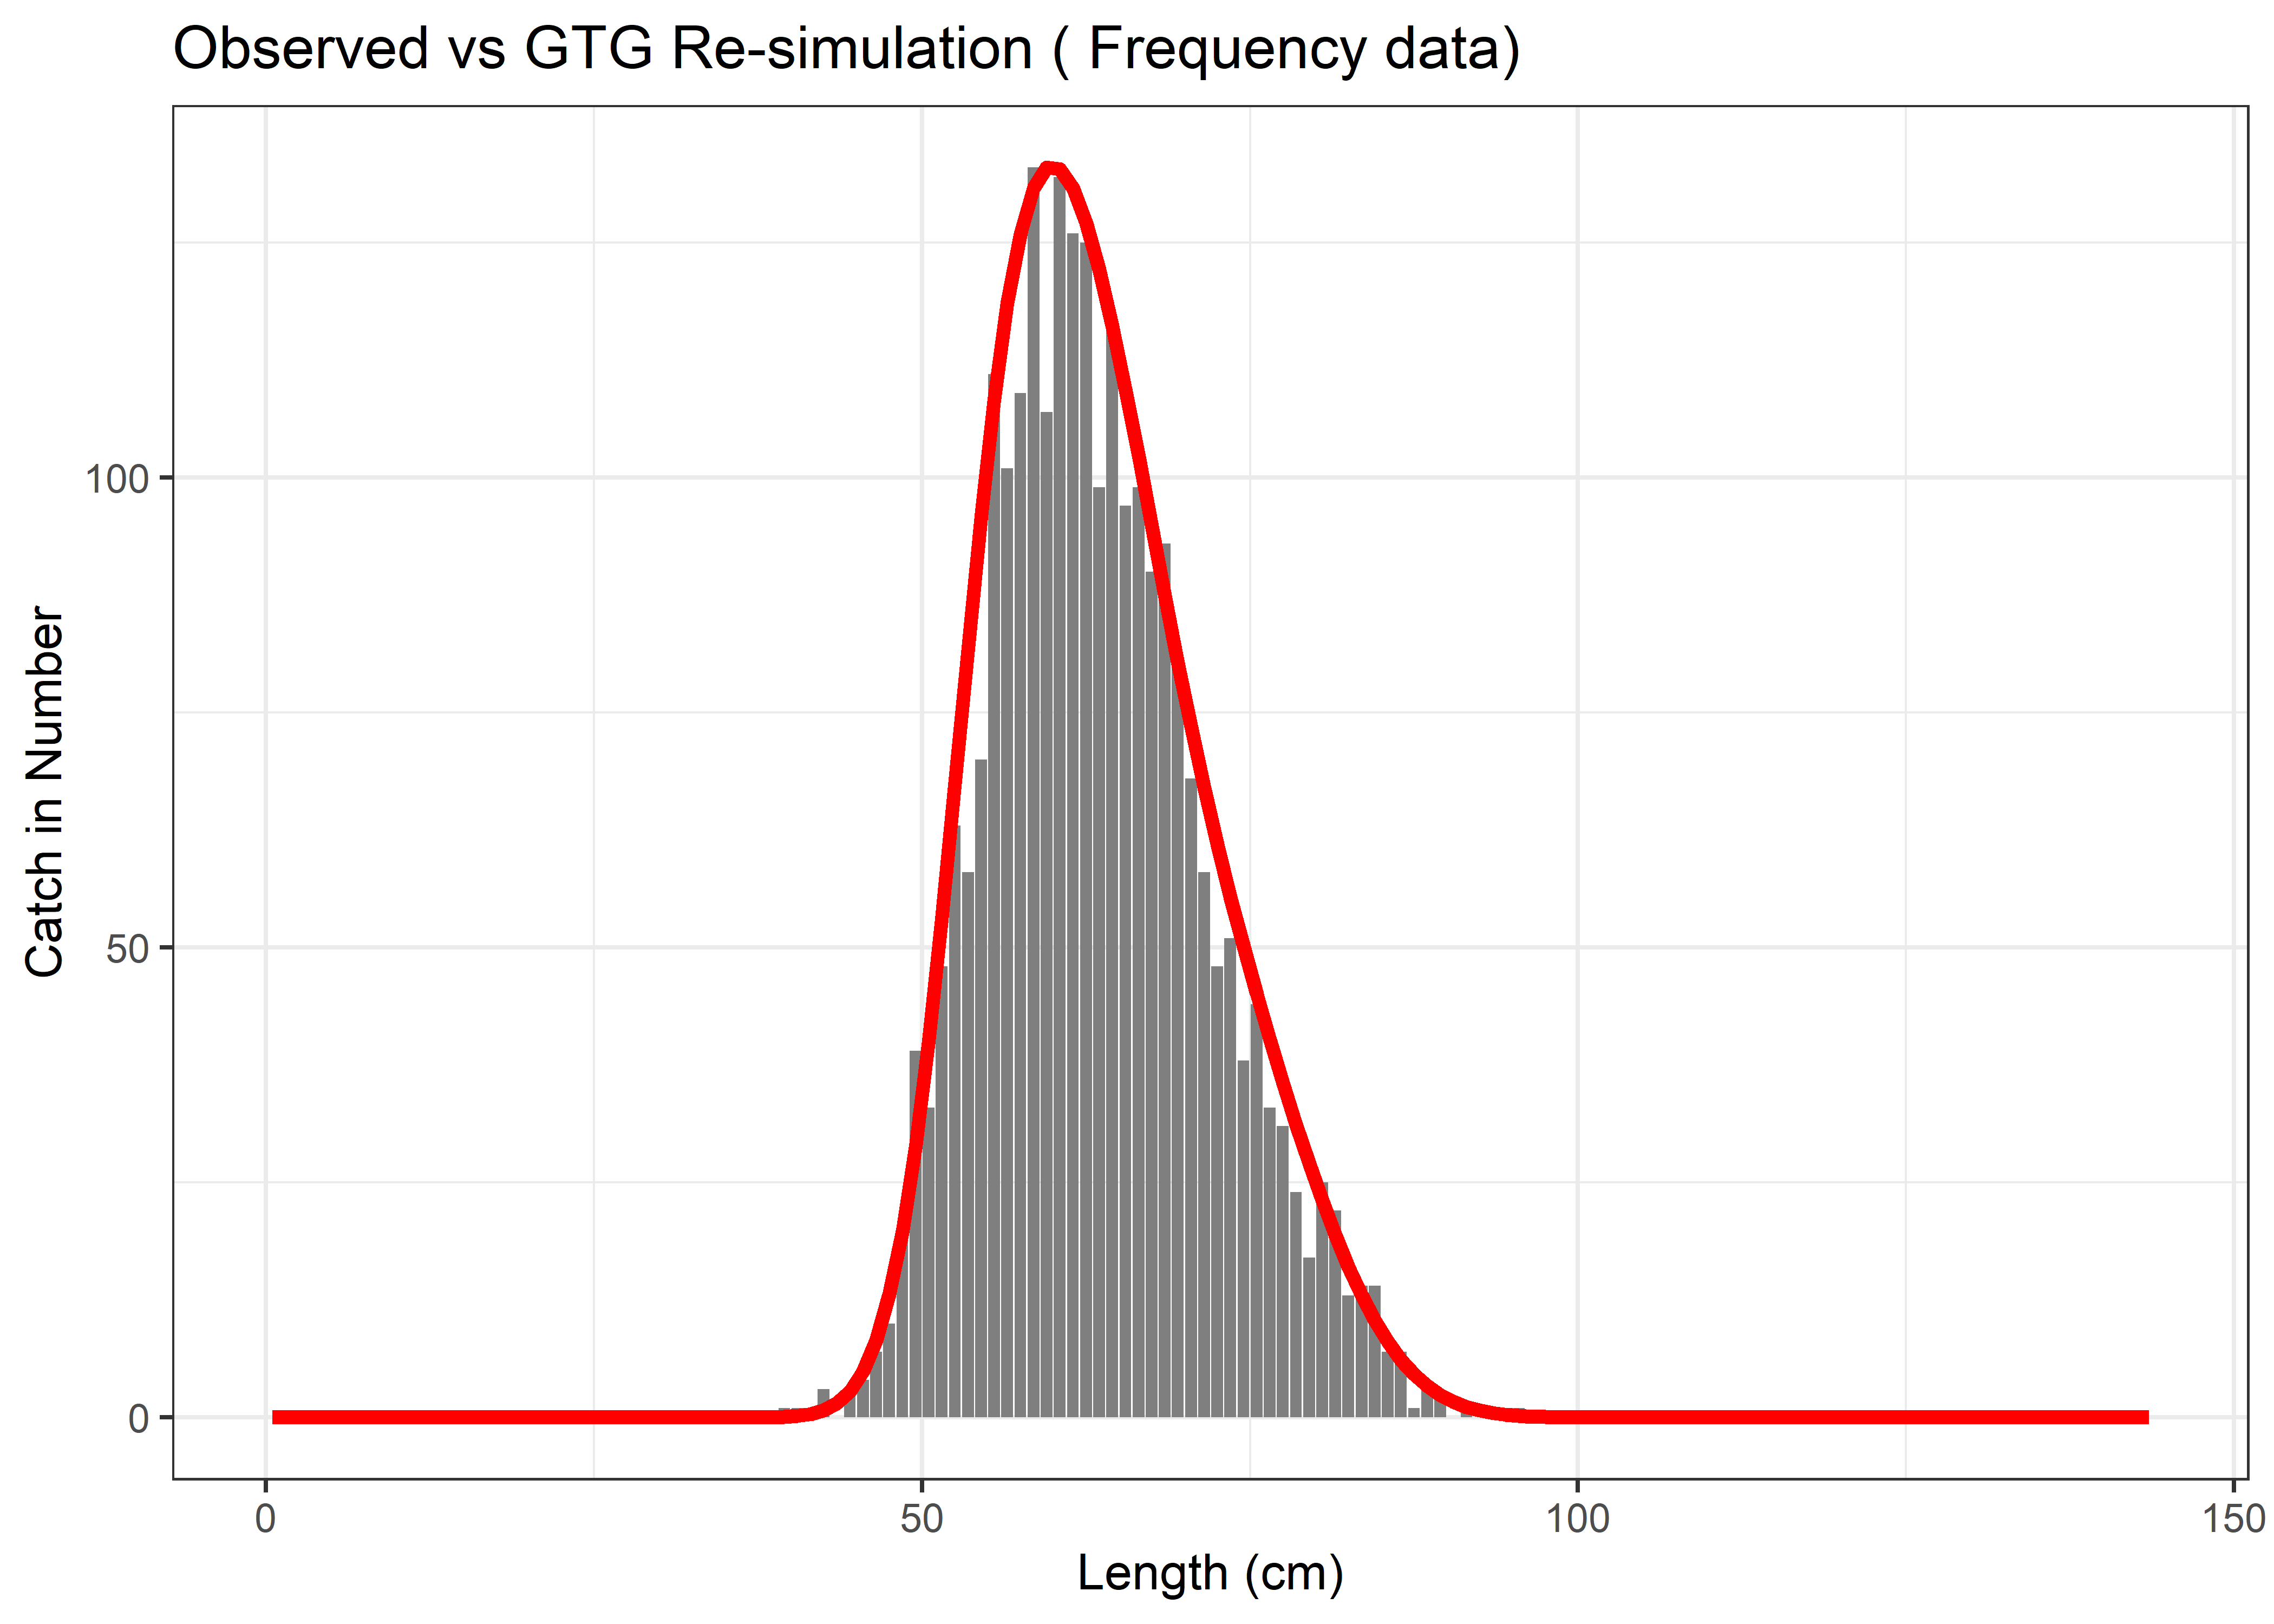 Observed vs GTG Re-simulation ( Frequency data)
Catch in Number
100
50
0
0 50 100 150
Length (cm)